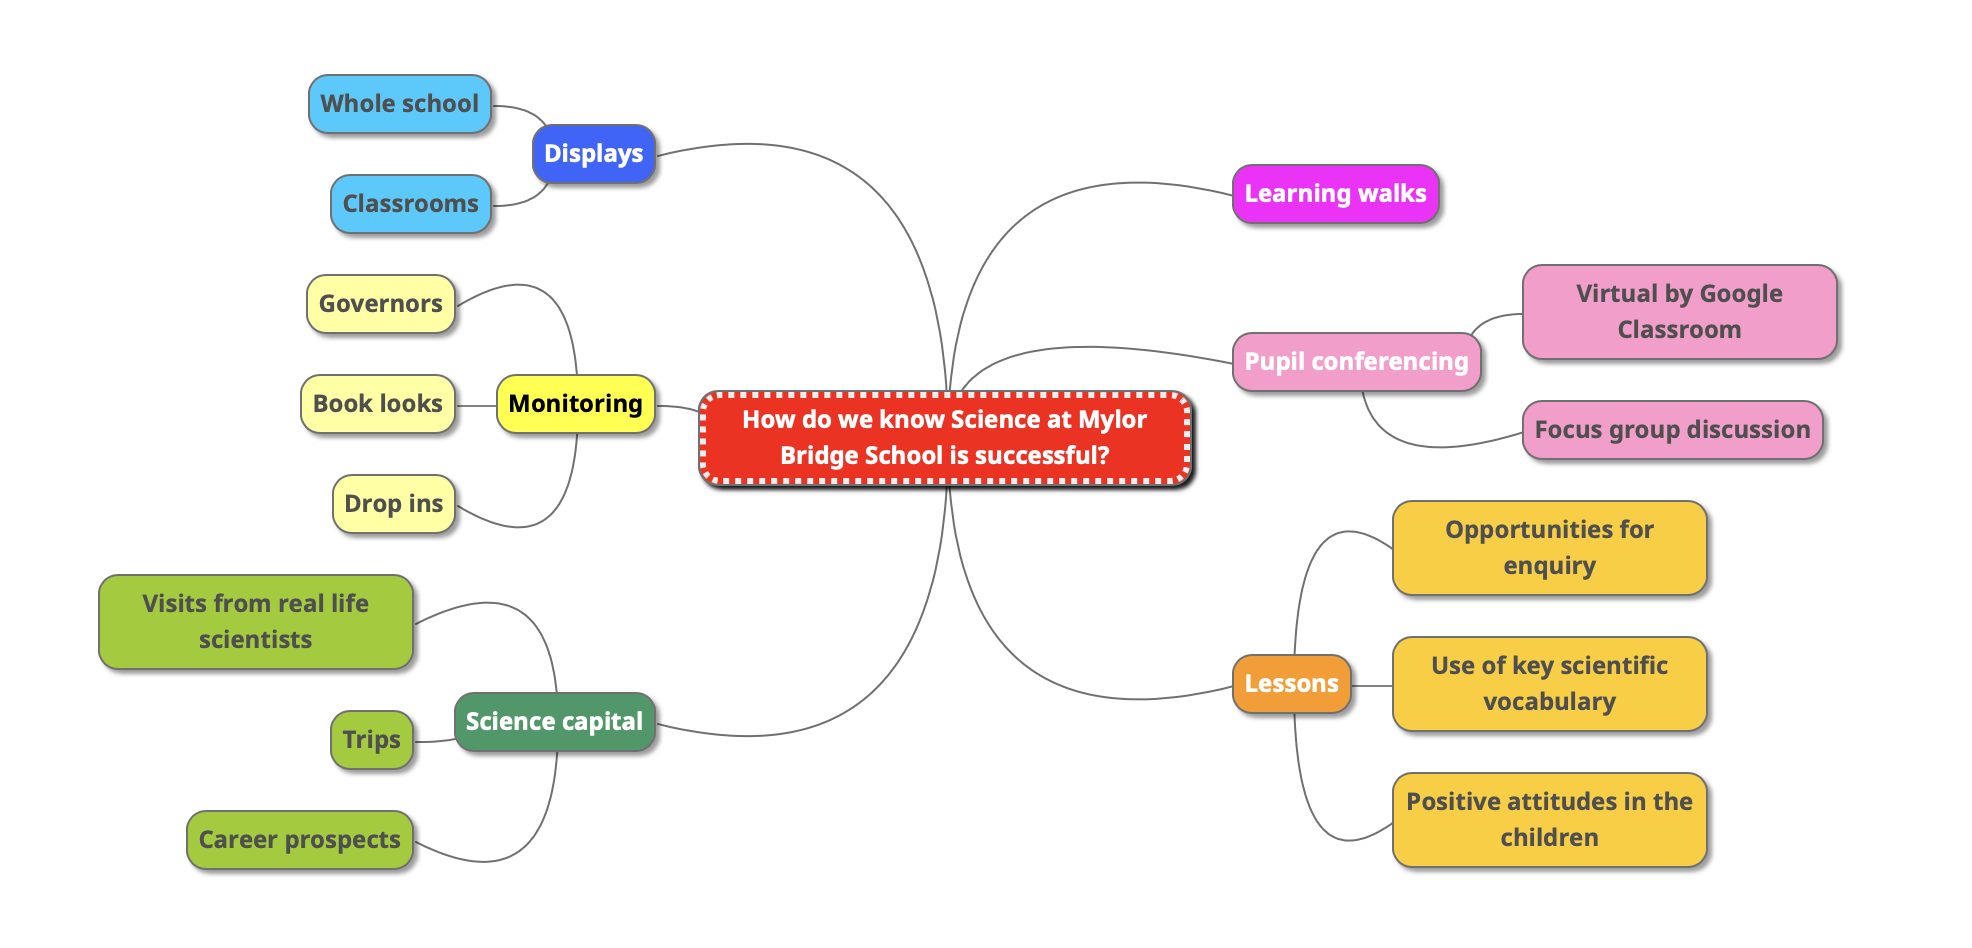 How do we know Science at Mylor
Bridge School is successful?
Displays
Whole school
Classrooms
Monitoring
Governors
Book looks
Drop ins
Science capital
Visits from real life
scientists
Trips
Career prospects
Learning walks
Pupil conferencing
Virtual by Google
Classroom
Focus group discussion
Lessons
Opportunities for
enquiry
Use of key scientific
vocabulary
Positive attitudes in the
children